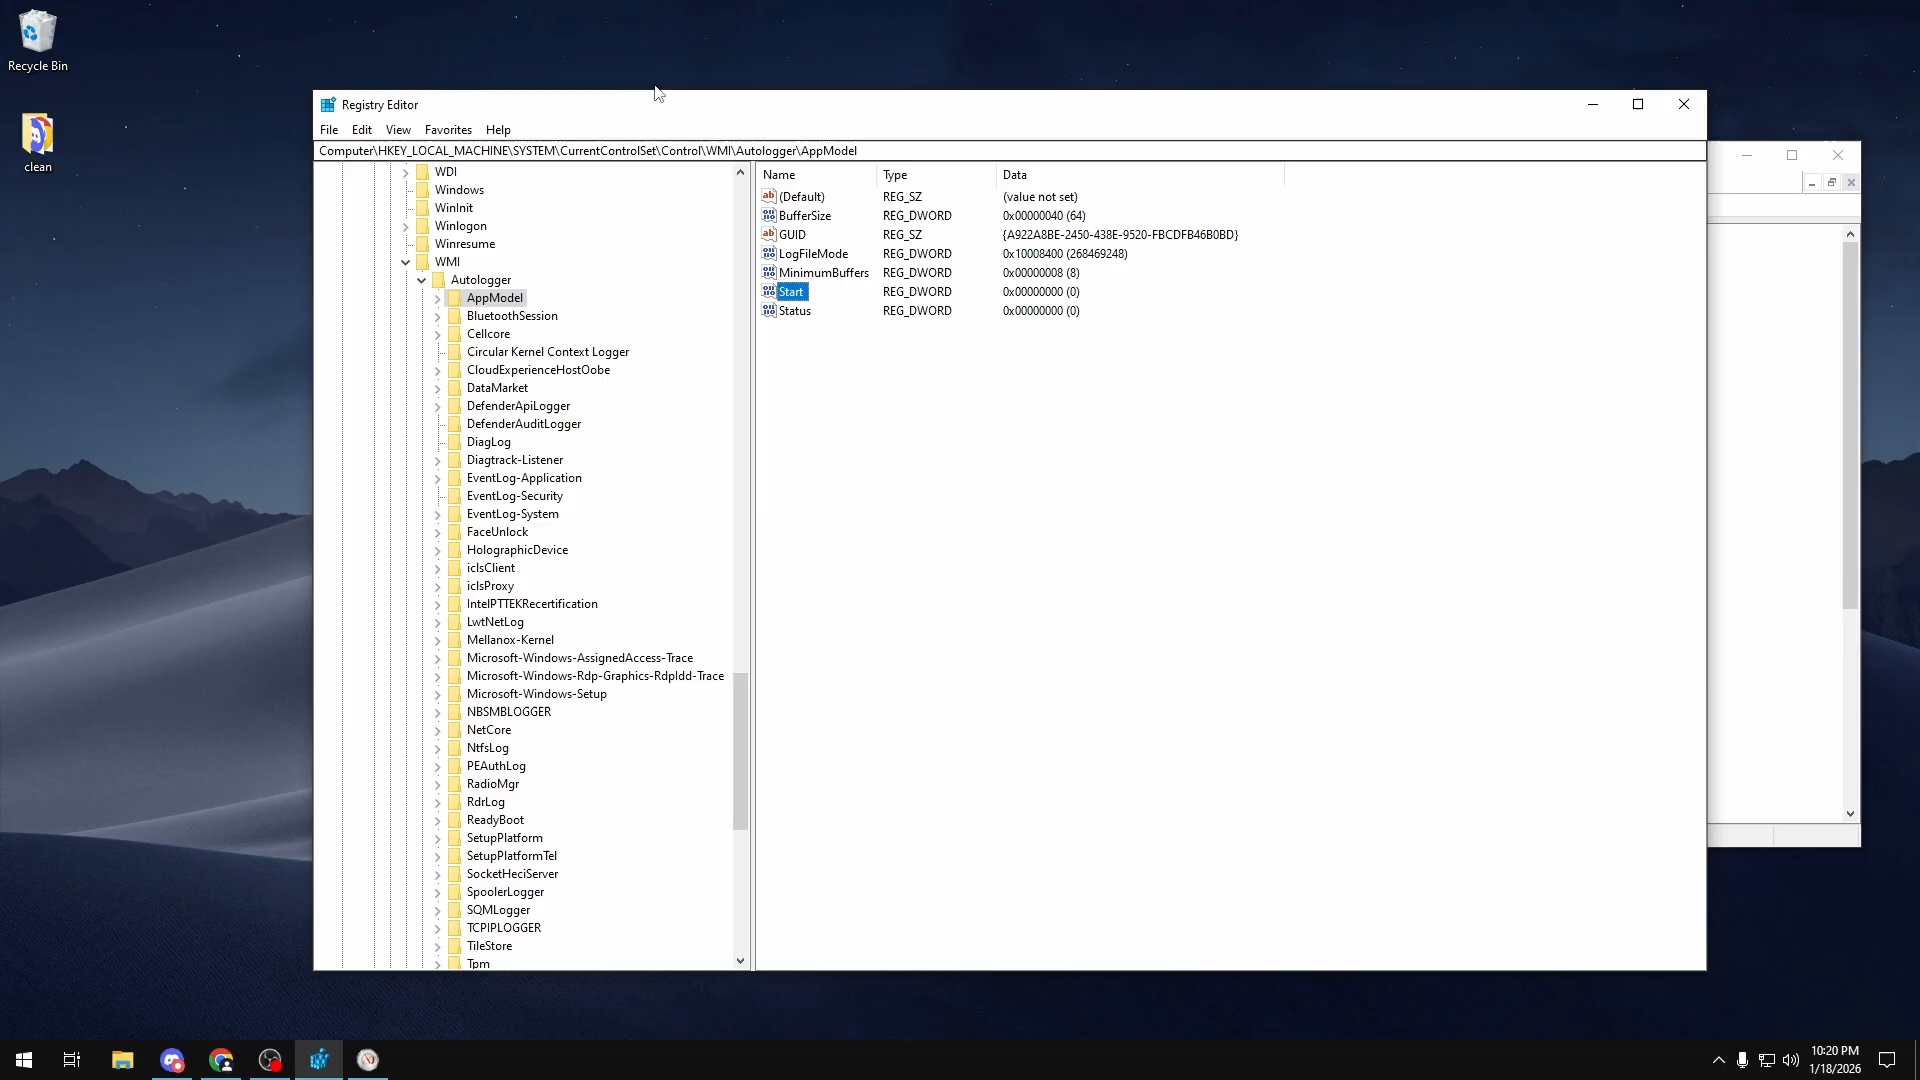 Recycle Bin
clean
Registry Editor
File Edit View Favorites Help
Computer\HKEY_LOCAL_MACHINE\SYSTEM\CurrentControlSet\Control\WMI\Autologger\AppModel
WDI
Windows
WinInit
Winlogon
Winresume
WMI
Autologger
AppModel
BluetoothSession
Cellcore
Circular Kernel Context Logger
CloudExperienceHostOobe
DataMarket
DefenderApiLogger
DefenderAuditLogger
DiagLog
Diagtrack-Listener
EventLog-Application
EventLog-Security
EventLog-System
FaceUnlock
HolographicDevice
iclsClient
iclsProxy
IntelPTTEKRecertification
LwtNetLog
Mellanox-Kernel
Microsoft-Windows-AssignedAccess-Trace
Microsoft-Windows-Rdp-Graphics-RdpIdd-Trace
Microsoft-Windows-Setup
NBSMBLOGGER
NetCore
NtfsLog
PEAuthLog
RadioMgr
RdrLog
ReadyBoot
SetupPlatform
SetupPlatformTel
SocketHeciServer
SpoolerLogger
SQMLogger
TCPIPLOGGER
TileStore
Tpm
Name Type Data
(Default) REG_SZ (value not set)
BufferSize REG_DWORD 0x00000040 (64)
GUID REG_SZ {A922A8BE-2450-438E-9520-FBCDFB46B0BD}
LogFileMode REG_DWORD 0x10008400 (268469248)
MinimumBuffers REG_DWORD 0x00000008 (8)
Start REG_DWORD 0x00000000 (0)
Status REG_DWORD 0x00000000 (0)
10:20 PM
1/18/2026